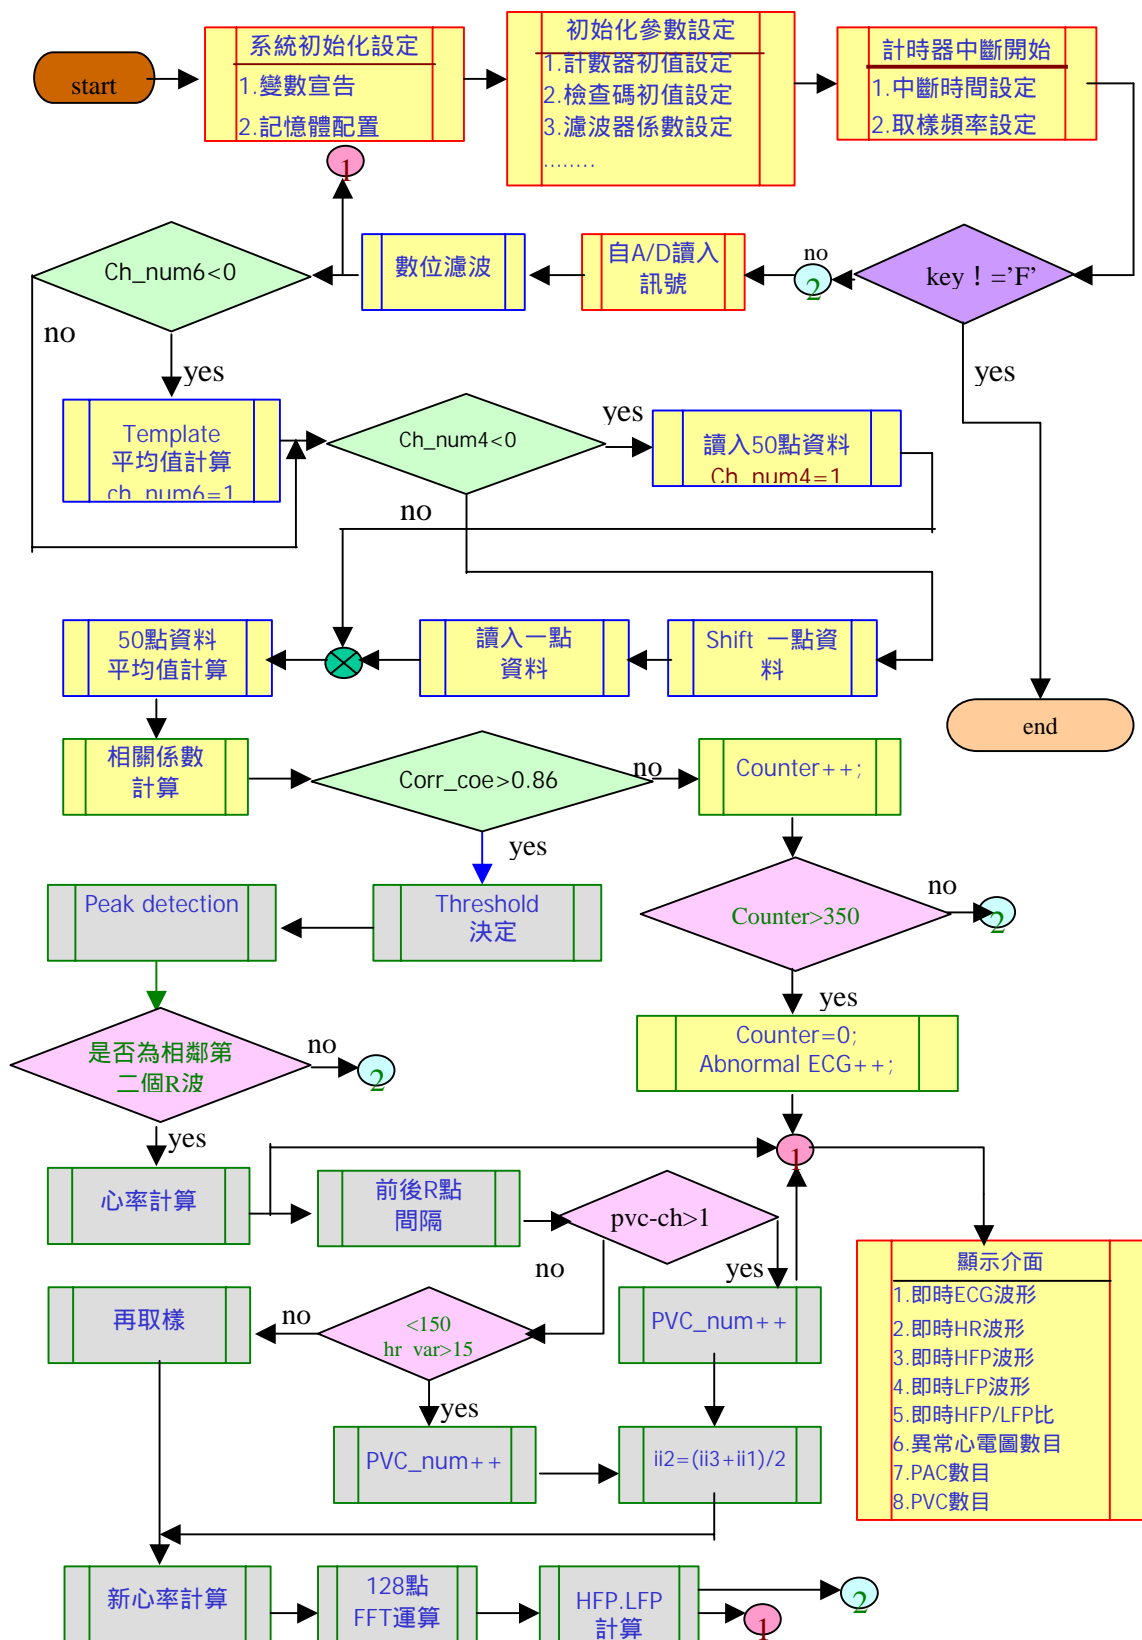 start
系統初始化設定
1.變數宣告
2.記憶體配置
初始化參數設定
1.計數器初值設定
2.檢查碼初值設定
3.濾波器係數設定
........
計時器中斷開始
1.中斷時間設定
2.取樣頻率設定
1
Ch_num6<0
數位濾波
自A/D讀入
訊號
no
2
key！='F'
no
yes
yes
Template
平均值計算
ch_num6=1
Ch_num4<0
yes
讀入50點資料
Ch_num4=1
no
50點資料
平均值計算
讀入一點
資料
Shift 一點資
料
end
相關係數
計算
Corr_coe>0.86
no
Counter++;
yes
Peak detection
Threshold
決定
Counter>350
no
2
yes
是否為相鄰第
二個R波
no
2
Counter=0;
Abnormal ECG++;
yes
1
心率計算
前後R點
間隔
pvc-ch>1
no
yes
顯示介面
1.即時ECG波形
2.即時HR波形
3.即時HFP波形
4.即時LFP波形
5.即時HFP/LFP比
6.異常心電圖數目
7.PAC數目
8.PVC數目
再取樣
no
<150
hr_var>15
PVC_num++
yes
PVC_num++
ii2=(ii3+ii1)/2
新心率計算
128點
FFT運算
HFP.LFP
計算
2
1